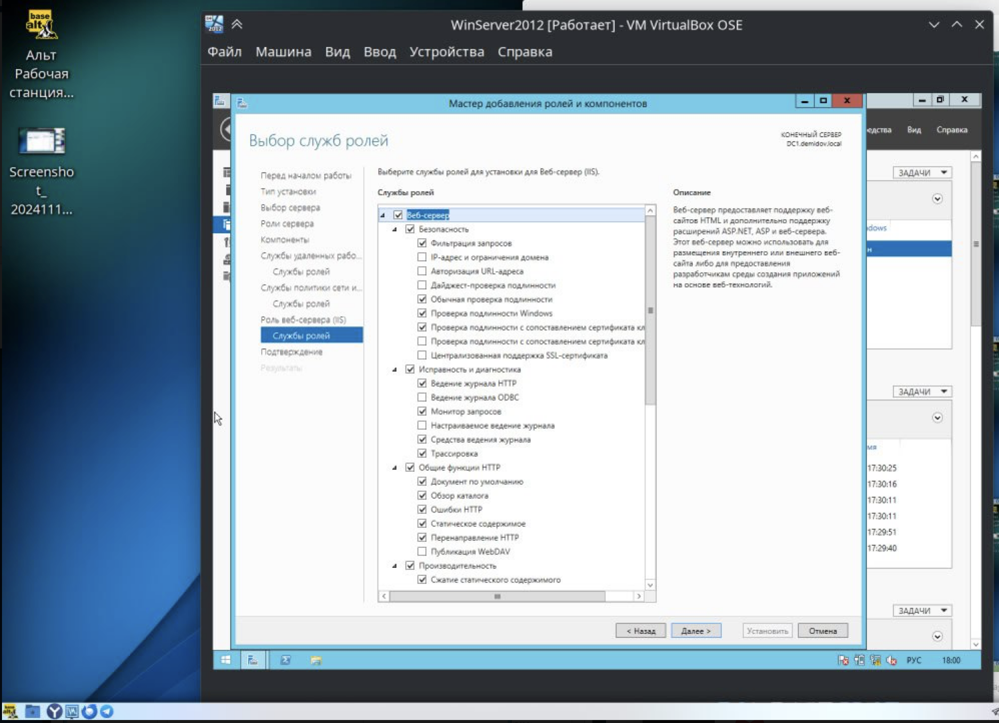 base
alt
Альт
Рабочая
станция...
Screensho
t_
2024111...
2012
WinServer2012 [Работает] - VM VirtualBox OSE
Файл Машина Вид Ввод Устройства Справка
Мастер добавления ролей и компонентов
Вид Справка
Выбор служб ролей
КОНЕЧНЫЙ СЕРВЕР
DC1.demidov.local
Перед началом работы
Тип установки
Выбор сервера
Роли сервера
Компоненты
Службы удаленных рабо...
Службы ролей
Службы политики сети и...
Службы ролей
Роль веб-сервера (IIS)
Службы ролей
Подтверждение
Результаты
Выберите службы ролей для установки для Веб-сервер (IIS).
Службы ролей
Веб-сервер
Безопасность
Фильтрация запросов
IP-адрес и ограничения домена
Авторизация URL-адреса
Дайджест-проверка подлинности
Обычная проверка подлинности
Проверка подлинности Windows
Проверка подлинности с сопоставлением сертификата кл
Проверка подлинности с сопоставлением сертификата кл
Централизованная поддержка SSL-сертификата
Исправность и диагностика
Ведение журнала HTTP
Ведение журнала ODBC
Монитор запросов
Настраиваемое ведение журнала
Средства ведения журнала
Трассировка
Общие функции HTTP
Документ по умолчанию
Обзор каталога
Ошибки HTTP
Статическое содержимое
Перенаправление HTTP
Публикация WebDAV
Производительность
Сжатие статического содержимого
Описание
Веб-сервер предоставляет поддержку веб-
сайтов HTML и дополнительно поддержку
расширений ASP.NET, ASP и веб-сервера.
Этот веб-сервер можно использовать для
размещения внутреннего или внешнего веб-
сайта либо для предоставления
разработчикам среды создания приложений
на основе веб-технологий.
< Назад Далее > Установить Отмена
ЗАДАЧИ
dows
н
ЗАДАЧИ
мя
17:30:25
17:30:16
17:30:11
17:30:11
17:29:51
17:29:40
ЗАДАЧИ
РУС 18:00